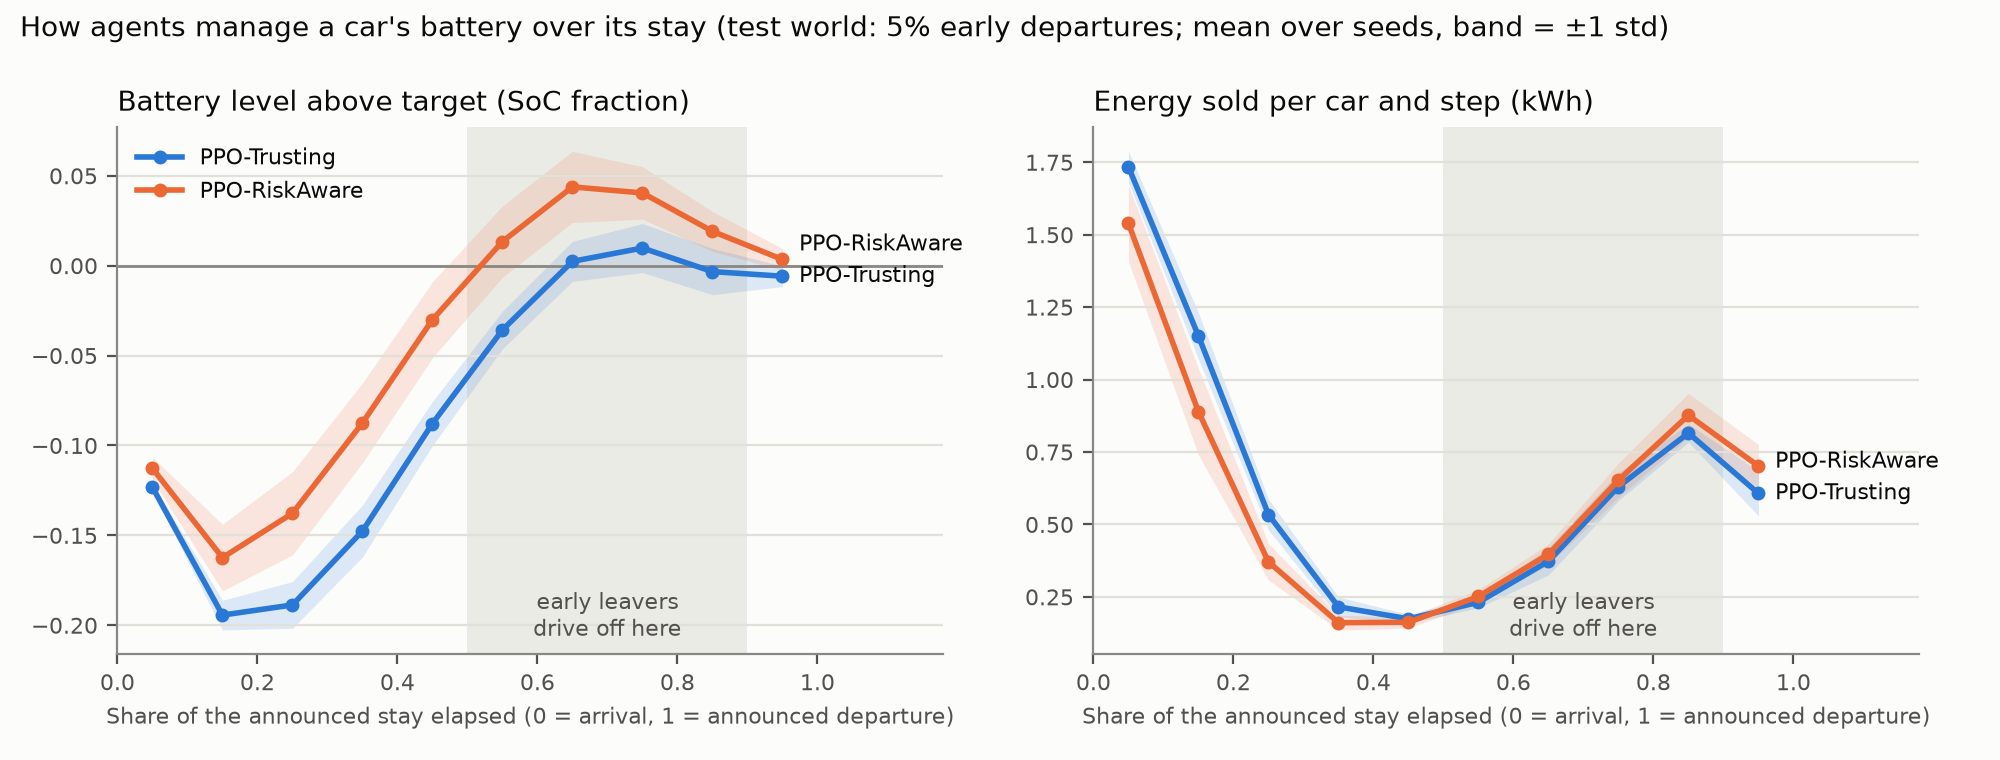 How agents manage a car's battery over its stay (test world: 5% early departures; mean over seeds, band = ±1 std)
Battery level above target (SoC fraction)
PPO-Trusting
PPO-RiskAware
0.05
0.00
−0.05
−0.10
−0.15
−0.20
PPO-RiskAware
PPO-Trusting
early leavers
drive off here
0.0 0.2 0.4 0.6 0.8 1.0
Share of the announced stay elapsed (0 = arrival, 1 = announced departure)
Energy sold per car and step (kWh)
1.75
1.50
1.25
1.00
0.75
0.50
0.25
PPO-RiskAware
PPO-Trusting
early leavers
drive off here
0.0 0.2 0.4 0.6 0.8 1.0
Share of the announced stay elapsed (0 = arrival, 1 = announced departure)